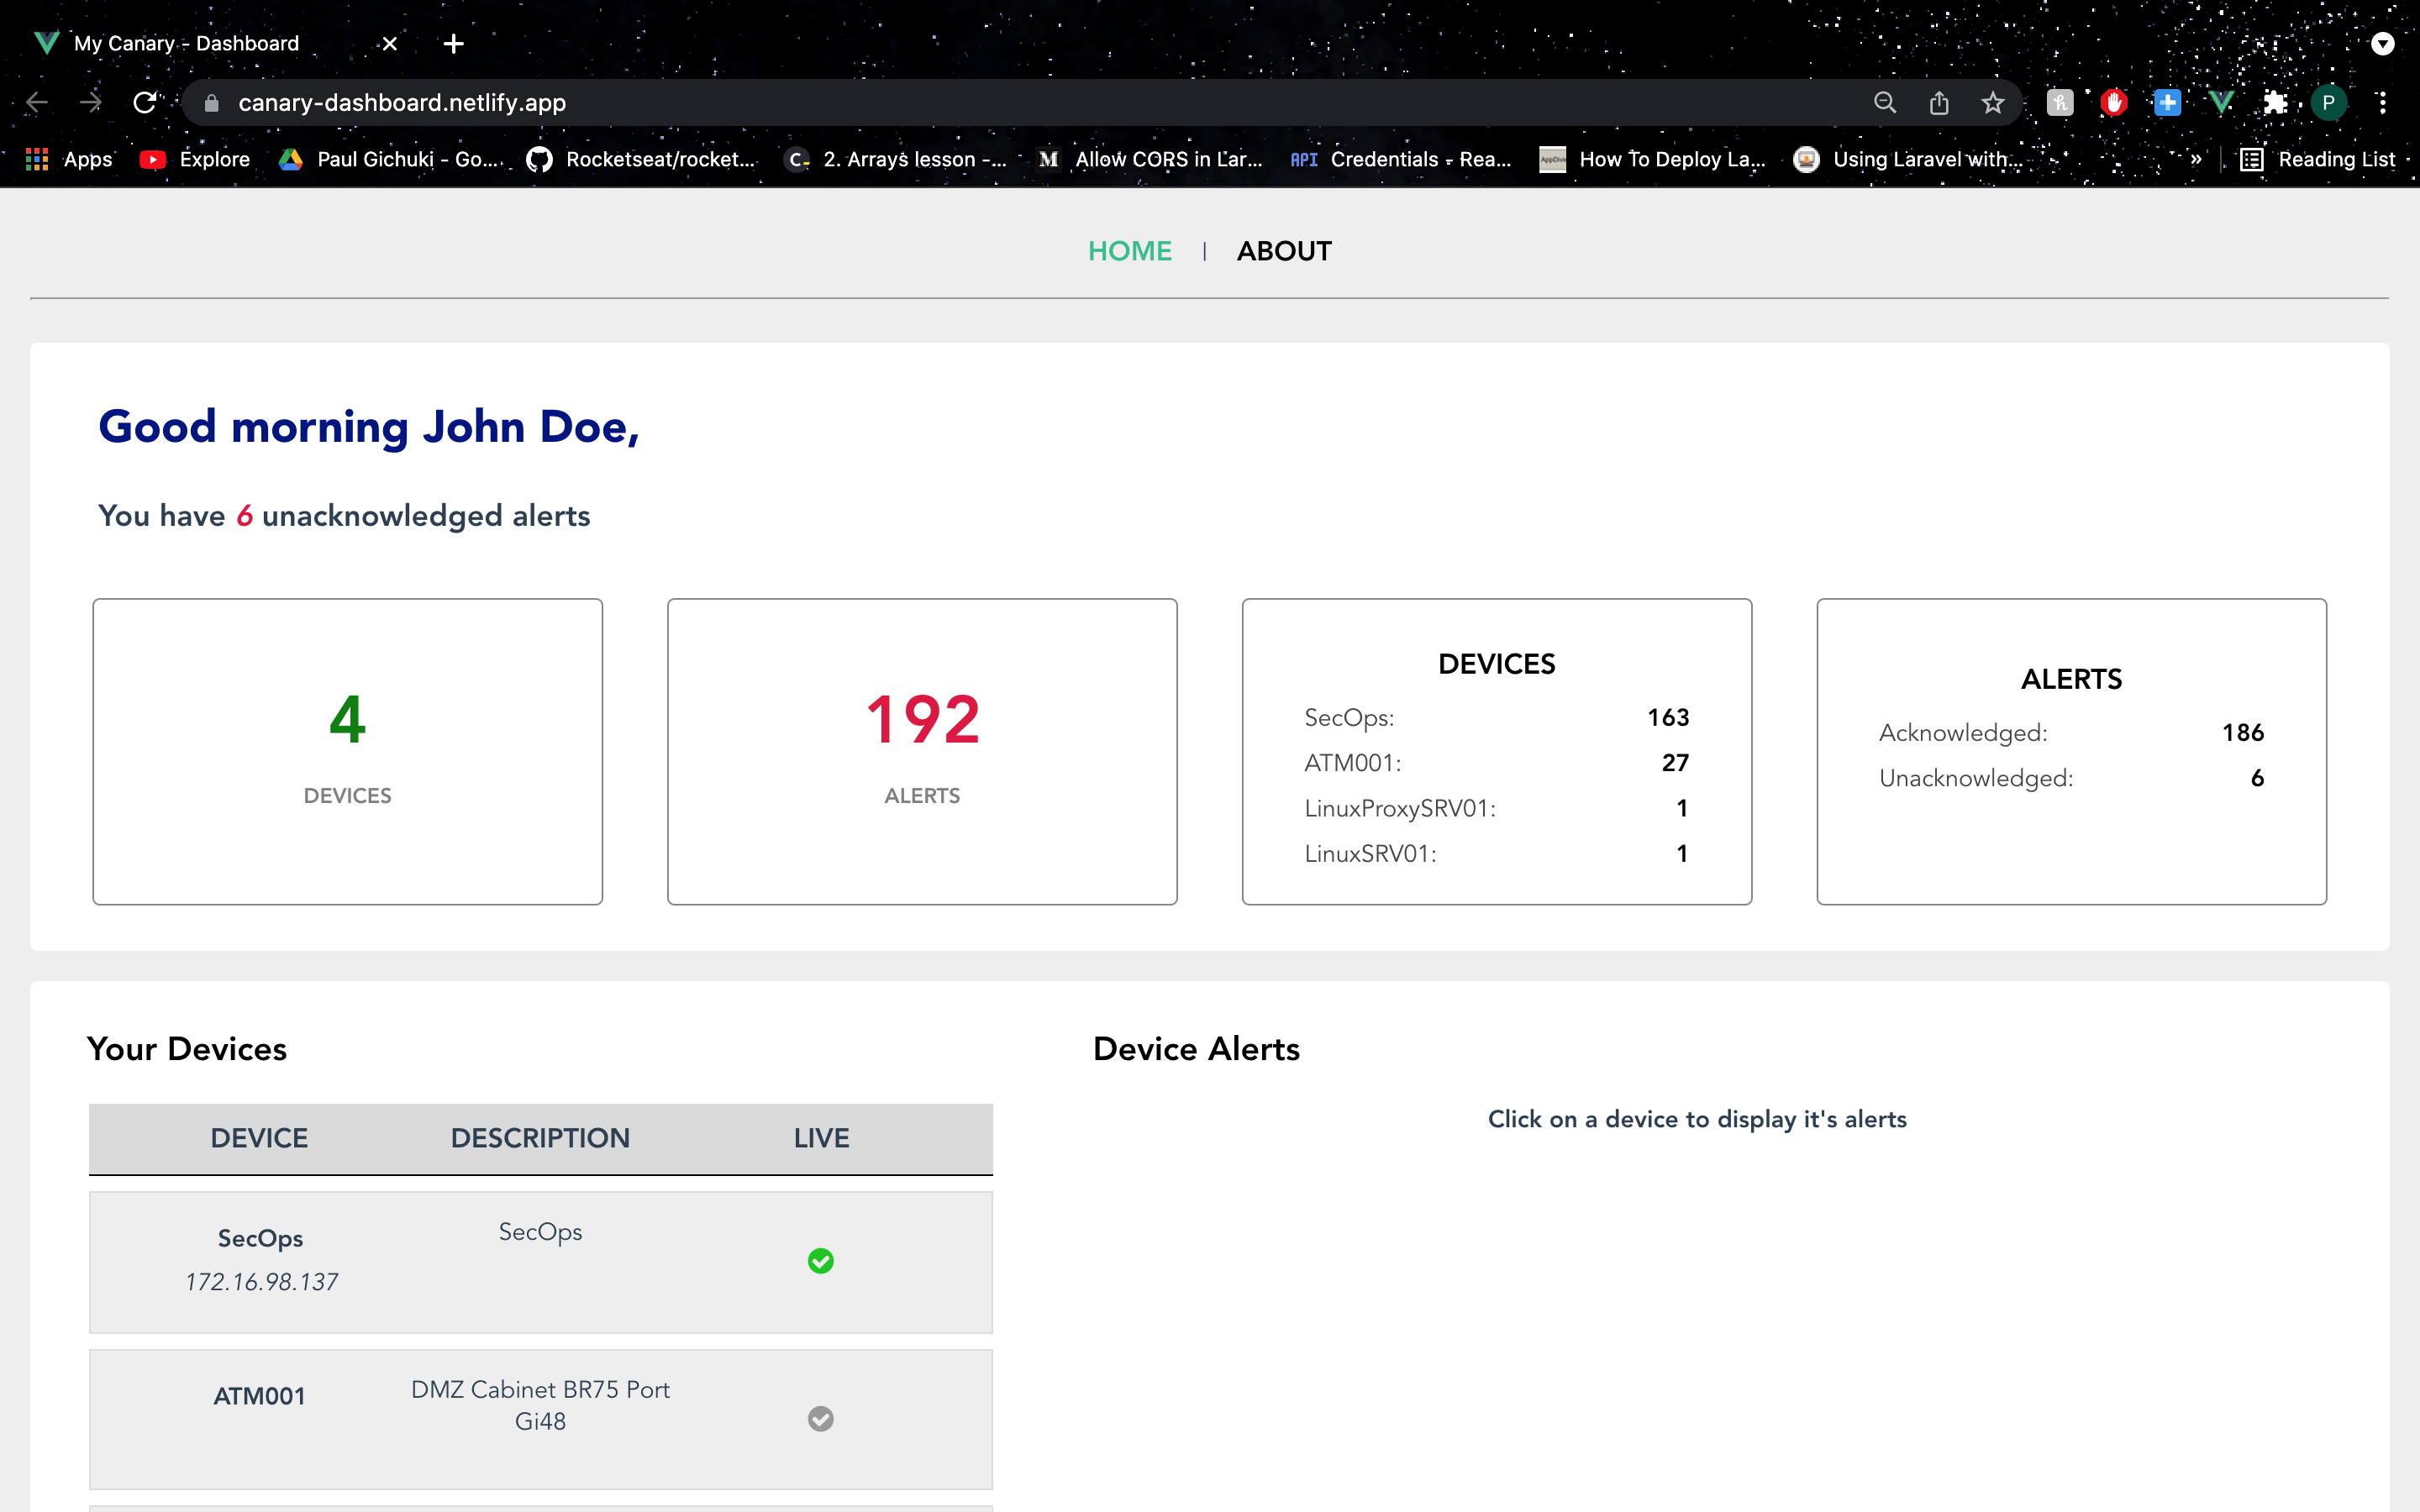 My Canary - Dashboard
canary-dashboard.netlify.app
P
Apps
Explore
Paul Gichuki - Go...
Rocketseat/rocket...
C
2. Arrays lesson -...
M
Allow CORS in Lar...
API
Credentials - Rea...
How To Deploy La...
Using Laravel with...
»
Reading List
HOME | ABOUT
Good morning John Doe,
You have 6 unacknowledged alerts
4
DEVICES
192
ALERTS
DEVICES
SecOps: 163
ATM001: 27
LinuxProxySRV01: 1
LinuxSRV01: 1
ALERTS
Acknowledged: 186
Unacknowledged: 6
Your Devices
DEVICE DESCRIPTION LIVE
SecOps SecOps
172.16.98.137
ATM001 DMZ Cabinet BR75 Port
Gi48
Device Alerts
Click on a device to display it's alerts